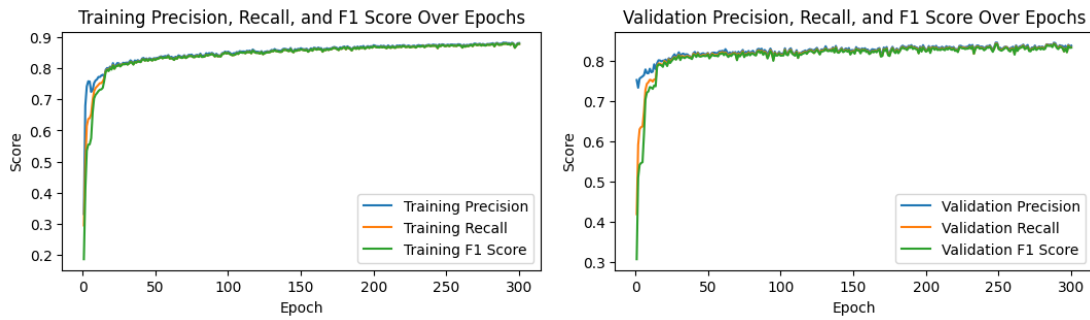 Training Precision, Recall, and F1 Score Over Epochs
0.9
0.8
0.7
0.6
0.5
0.4
0.3
0.2
Score
0
50
100
150
200
250
300
Epoch
Training Precision
Training Recall
Training F1 Score
Validation Precision, Recall, and F1 Score Over Epochs
0.8
0.7
0.6
0.5
0.4
0.3
Score
0
50
100
150
200
250
300
Epoch
Validation Precision
Validation Recall
Validation F1 Score